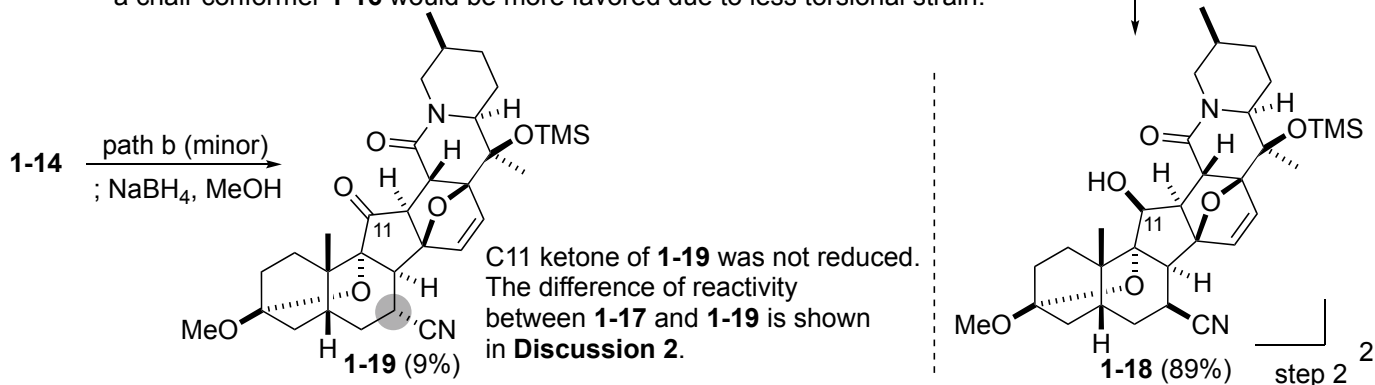 a chair conformer 1-16 would be more favored due to less torsional strain.
1-14
path b (minor)
; NaBH4, MeOH
O
N
H
OTMS
O
H
H
O
11
O
H
O
MeO
H
CN
1-19 (9%)
C11 ketone of 1-19 was not reduced.
The difference of reactivity
between 1-17 and 1-19 is shown
in Discussion 2.
N
H
OTMS
O
H
H
HO
11
O
H
O
MeO
H
CN
1-18 (89%)
step 2
2